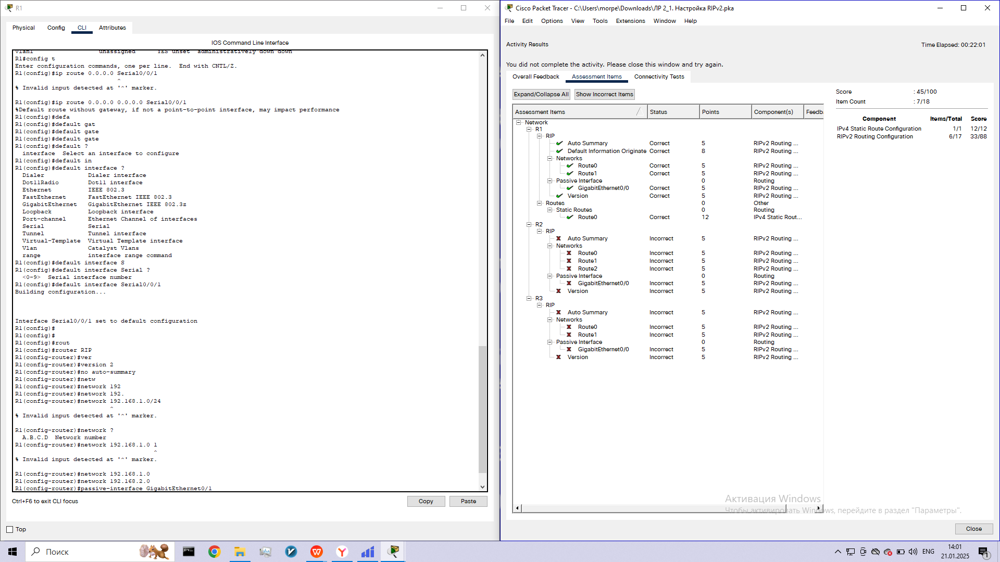 R1
Physical
Config
CLI
Attributes
IOS Command Line Interface
Vlan1 unassigned YES unset administratively down down
R1#config t
Enter configuration commands, one per line. End with CNTL/Z.
R1(config)#ip route 0.0.0.0 Serial0/0/1
^
% Invalid input detected at '^' marker.
R1(config)#ip route 0.0.0.0 0.0.0.0 Serial0/0/1
%Default route without gateway, if not a point-to-point interface, may impact performance
R1(config)#defa
R1(config)#default gat
R1(config)#default gate
R1(config)#default gate
R1(config)#default ?
interface Select an interface to configure
R1(config)#default in
R1(config)#default interface ?
Dialer Dialer interface
Dot11Radio Dot11 interface
Ethernet IEEE 802.3
FastEthernet FastEthernet IEEE 802.3
GigabitEthernet GigabitEthernet IEEE 802.3z
Loopback Loopback interface
Port-channel Ethernet Channel of interfaces
Serial Serial
Tunnel Tunnel interface
Virtual-Template Virtual Template interface
Vlan Catalyst Vlans
range interface range command
R1(config)#default interface S
R1(config)#default interface Serial ?
<0-9> Serial interface number
R1(config)#default interface Serial0/0/1
Building configuration...
Interface Serial0/0/1 set to default configuration
R1(config)#
R1(config)#
R1(config)#rout
R1(config)#router RIP
R1(config-router)#ver
R1(config-router)#version 2
R1(config-router)#no auto-summary
R1(config-router)#netw
R1(config-router)#network 192
R1(config-router)#network 192.
R1(config-router)#network 192.168.1.0/24
^
% Invalid input detected at '^' marker.
R1(config-router)#network ?
A.B.C.D Network number
R1(config-router)#network 192.168.1.0 1
^
% Invalid input detected at '^' marker.
R1(config-router)#network 192.168.1.0
R1(config-router)#network 192.168.2.0
R1(config-router)#passive-interface GigabitEthernet0/1
Ctrl+F6 to exit CLI focus
Copy
Paste
Top
Cisco Packet Tracer - C:\Users\morpe\Downloads\ЛР 2_1. Настройка RIPv2.pka
File Edit Options View Tools Extensions Window Help
Activity Results
Time Elapsed: 00:22:01
You did not complete the activity. Please close this window and try again.
Overall Feedback
Assessment Items
Connectivity Tests
Expand/Collapse All
Show Incorrect Items
Assessment Items Status Points Component(s) Feedba
Network
R1
RIP
Auto Summary Correct 5 RIPv2 Routing ...
Default Information Originate Correct 8 RIPv2 Routing ...
Networks
Route0 Correct 5 RIPv2 Routing ...
Route1 Correct 5 RIPv2 Routing ...
Passive Interface 0 Routing
GigabitEthernet0/0 Correct 5 RIPv2 Routing ...
Version Correct 5 RIPv2 Routing ...
Routes 0 Other
Static Routes 0 Routing
Route0 Correct 12 IPv4 Static Rout...
R2
RIP
Auto Summary Incorrect 5 RIPv2 Routing ...
Networks
Route0 Incorrect 5 RIPv2 Routing ...
Route1 Incorrect 5 RIPv2 Routing ...
Route2 Incorrect 5 RIPv2 Routing ...
Passive Interface 0 Routing
GigabitEthernet0/0 Incorrect 5 RIPv2 Routing ...
Version Incorrect 5 RIPv2 Routing ...
R3
RIP
Auto Summary Incorrect 5 RIPv2 Routing ...
Networks
Route0 Incorrect 5 RIPv2 Routing ...
Route1 Incorrect 5 RIPv2 Routing ...
Passive Interface 0 Routing
GigabitEthernet0/0 Incorrect 5 RIPv2 Routing ...
Version Incorrect 5 RIPv2 Routing ...
Score : 45/100
Item Count : 7/18
Component Items/Total Score
IPv4 Static Route Configuration 1/1 12/12
RIPv2 Routing Configuration 6/17 33/88
Активация Windows
Чтобы активировать Windows, перейдите в раздел "Параметры".
Close
Поиск
ENG
14:01
21.01.2025
1